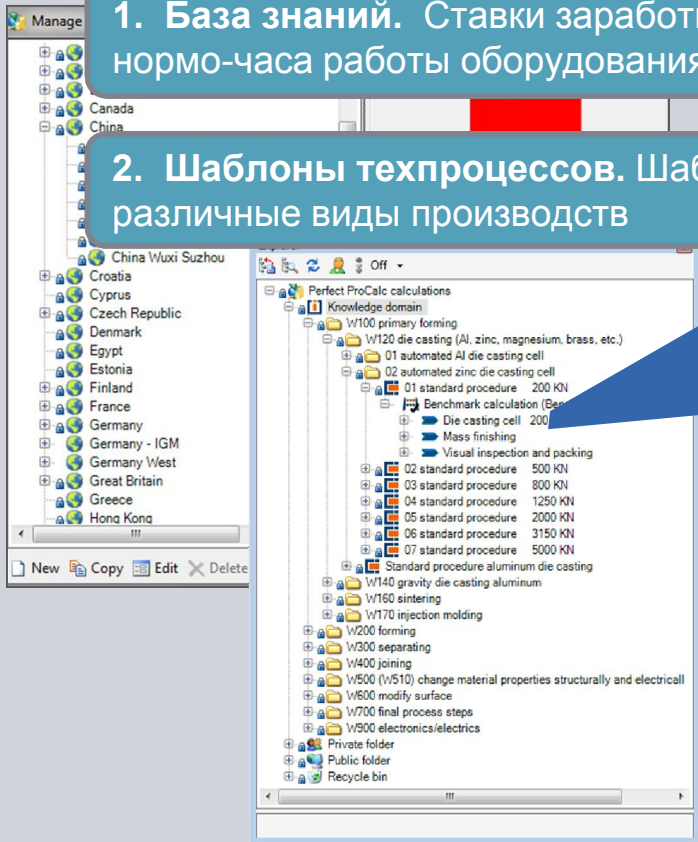 1. База знаний. Ставки заработ
нормо-часа работы оборудования
2. Шаблоны техпроцессов. Шаб
различные виды производств
Manage
Canada
China
China Wuxi Suzhou
Croatia
Cyprus
Czech Republic
Denmark
Egypt
Estonia
Finland
France
Germany
Germany - IGM
Germany West
Great Britain
Greece
Hong Kong
New Copy Edit Delete
Off
Perfect ProCalc calculations
Knowledge domain
W100 primary forming
W120 die casting (Al, zinc, magnesium, brass, etc.)
01 automated Al die casting cell
02 automated zinc die casting cell
01 standard procedure 200 KN
Benchmark calculation (Ben
Die casting cell 200
Mass finishing
Visual inspection and packing
02 standard procedure 500 KN
03 standard procedure 800 KN
04 standard procedure 1250 KN
05 standard procedure 2000 KN
06 standard procedure 3150 KN
07 standard procedure 5000 KN
Standard procedure aluminum die casting
W140 gravity die casting aluminum
W160 sintering
W170 injection molding
W200 forming
W300 separating
W400 joining
W500 (W510) change material properties structurally and electricall
W600 modify surface
W700 final process steps
W900 electronics/electrics
Private folder
Public folder
Recycle bin